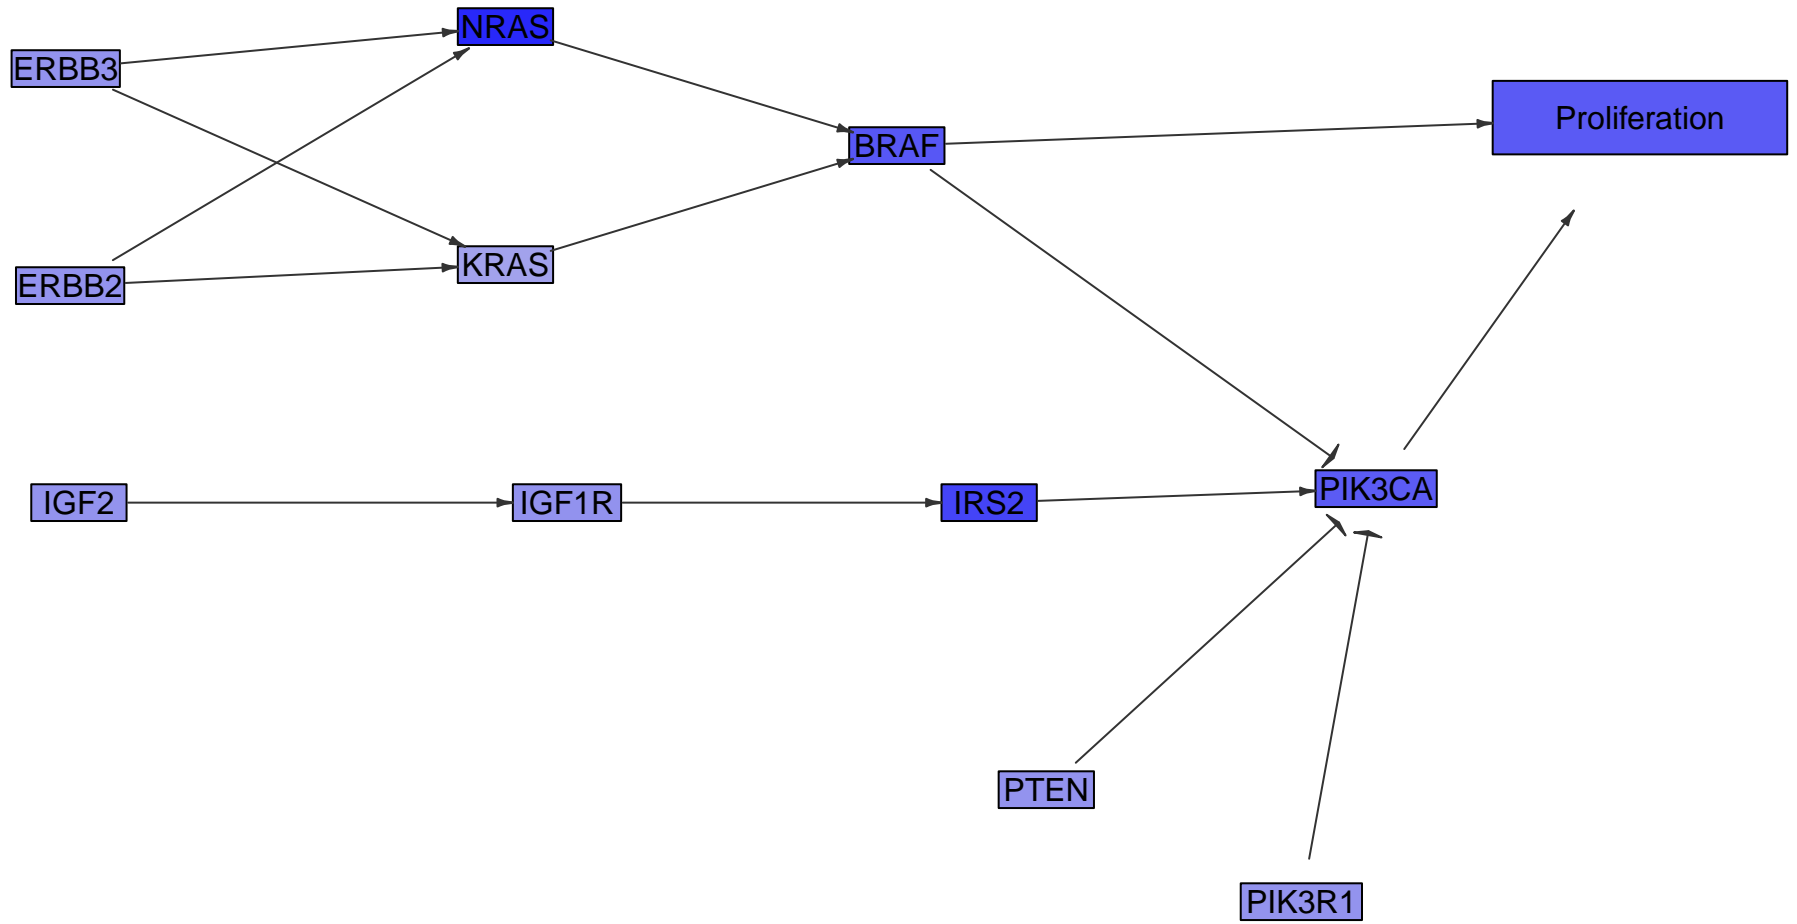 NRAS
ERBB3
Proliferation
BRAF
KRAS
ERBB2
IGF2
IGF1R
IRS2
PIK3CA
PTEN
PIK3R1